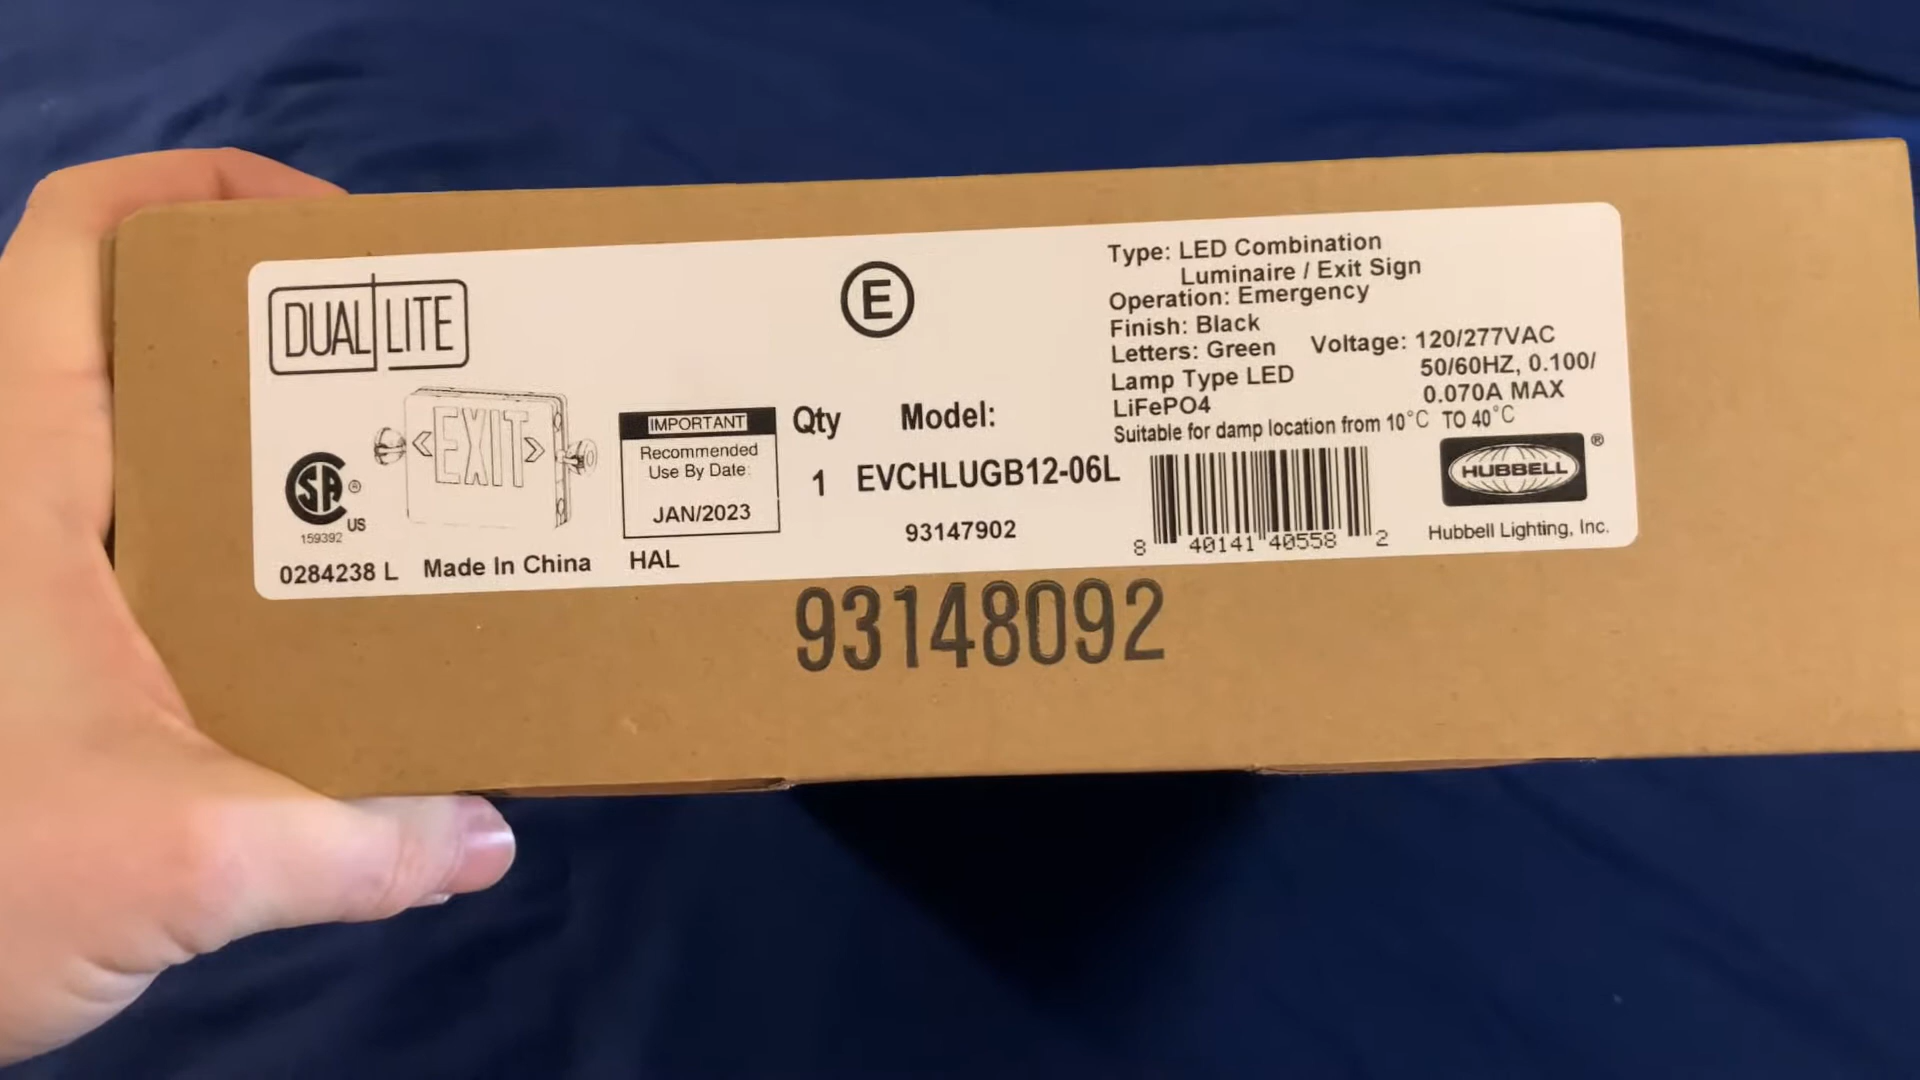 DUAL LITE
E
Type: LED Combination
Luminaire / Exit Sign
Operation: Emergency
Finish: Black
Letters: Green
Lamp Type LED
LiFePO4
Voltage: 120/277VAC
50/60HZ, 0.100/
0.070A MAX
Suitable for damp location from 10°C TO 40°C
EXIT
SA ® US
159392
0284238 L Made In China HAL
IMPORTANT
Recommended
Use By Date:
JAN/2023
Qty Model:
1 EVCHLUGB12-06L
93147902
8 40141 40558 2
HUBBELL ®
Hubbell Lighting, Inc.
93148092